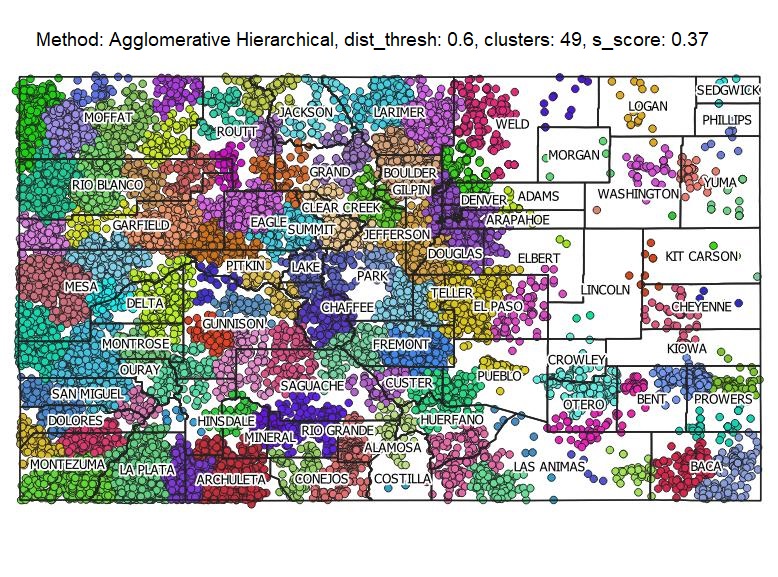 Method: Agglomerative Hierarchical, dist_thresh: 0.6, clusters: 49, s_score: 0.37
SEDGWICK
LOGAN
MOFFAT
JACKSON
LARIMER
PHILLIPS
WELD
ROUTT
MORGAN
GRAND
BOULDER
RIO BLANCO
YUMA
GILPIN
WASHINGTON
DENVER
ADAMS
CLEAR CREEK
ARAPAHOE
GARFIELD
EAGLE
SUMMIT
JEFFERSON
DOUGLAS
ELBERT
KIT CARSON
PITKIN
LAKE
PARK
MESA
LINCOLN
TELLER
DELTA
EL PASO
CHAFFEE
CHEYENNE
GUNNISON
MONTROSE
FREMONT
KIOWA
CROWLEY
OURAY
PUEBLO
SAGUACHE
CUSTER
SAN MIGUEL
BENT
PROWERS
OTERO
DOLORES
HINSDALE
HUERFANO
RIO GRANDE
MINERAL
ALAMOSA
MONTEZUMA
LA PLATA
LAS ANIMAS
BACA
ARCHULETA
CONEJOS
COSTILLA